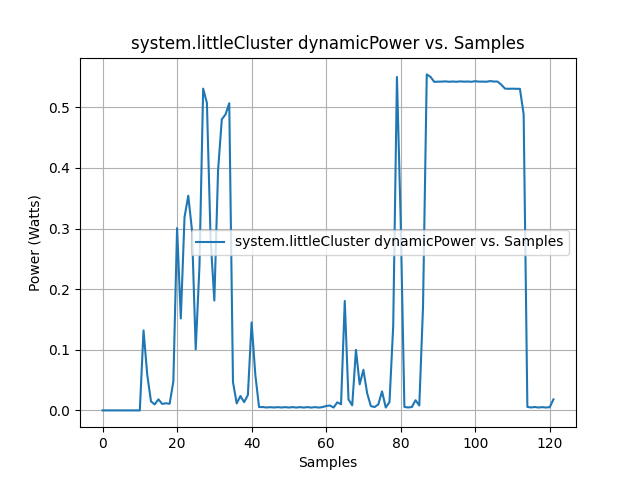 system.littleCluster dynamicPower vs. Samples
Power (Watts)
0.5
0.4
0.3
0.2
0.1
0.0
system.littleCluster dynamicPower vs. Samples
0 20 40 60 80 100 120
Samples